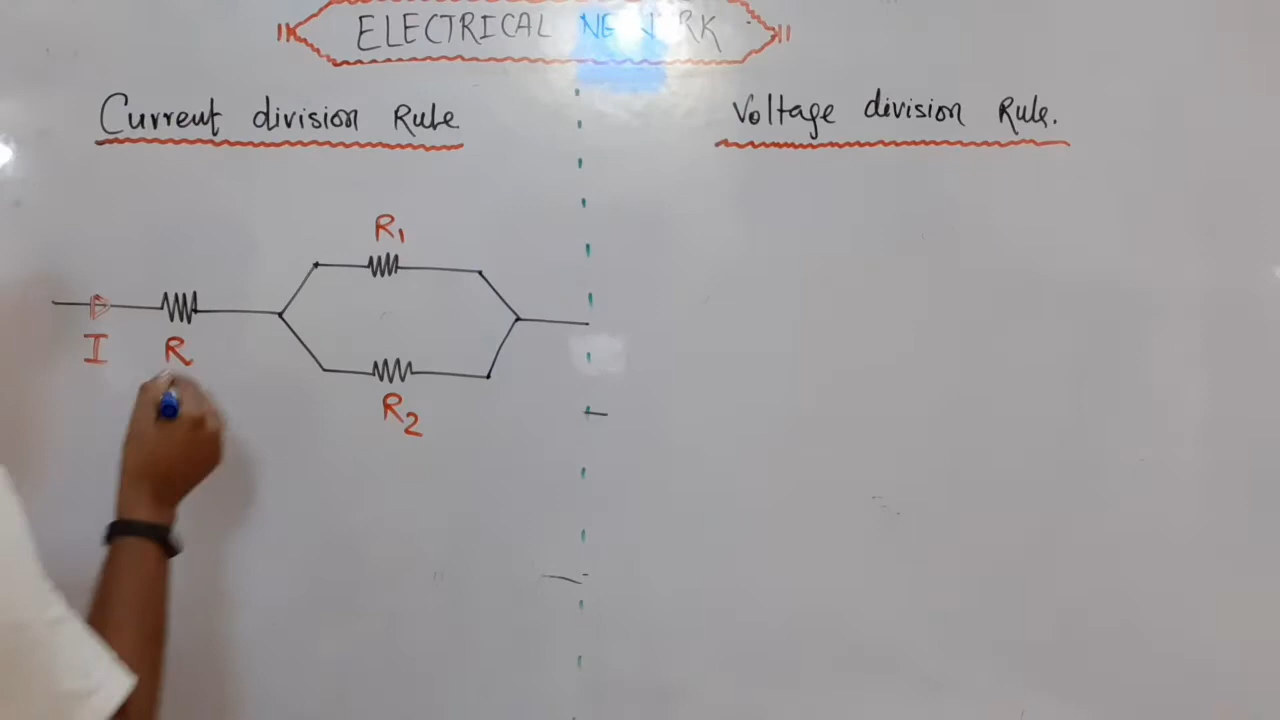 ELECTRICAL
Current division Rule
Voltage division Rule.
R1
I
R
R2